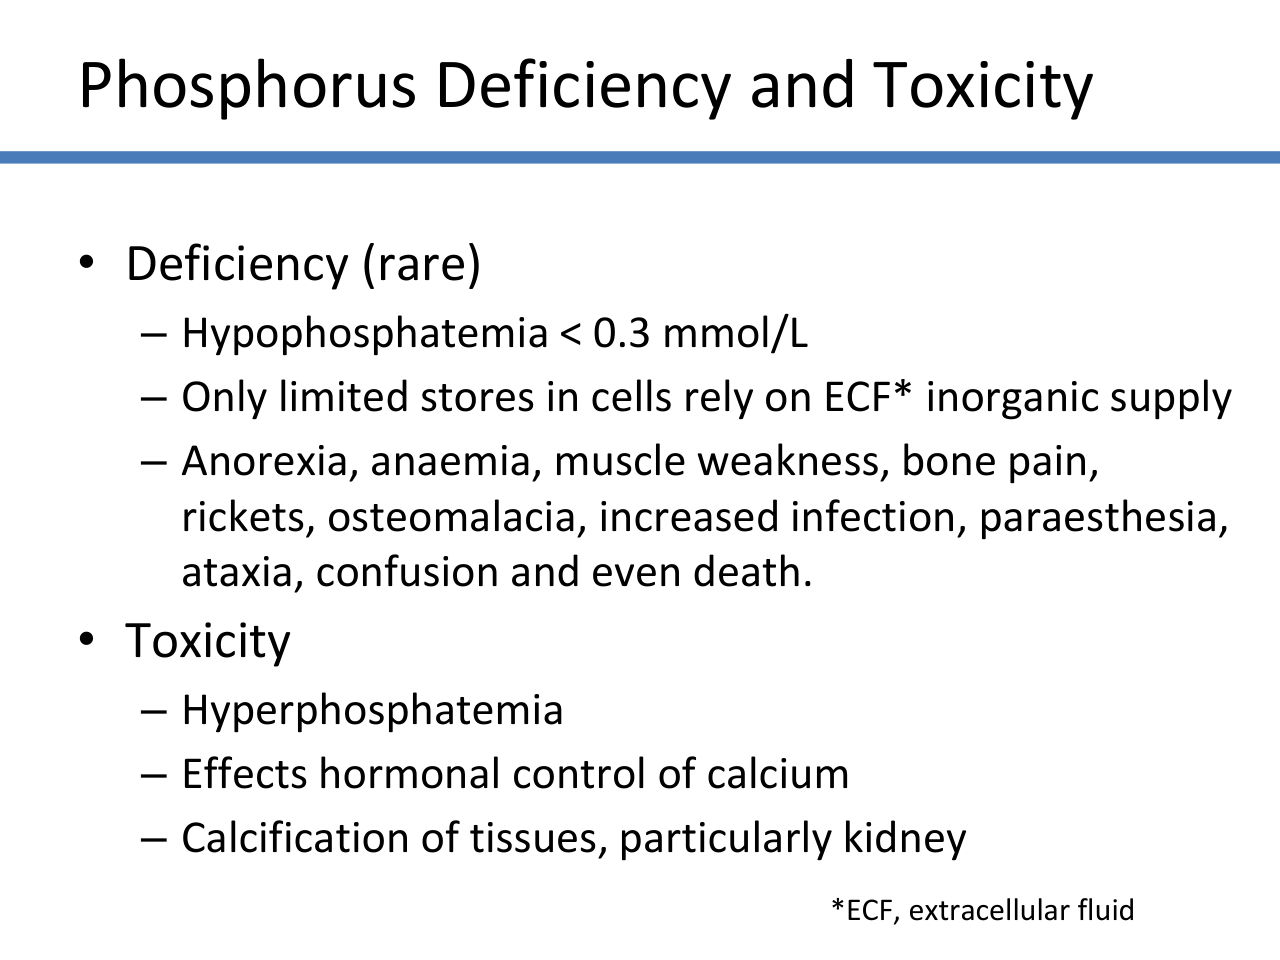 Phosphorus Deficiency and Toxicity
• Deficiency (rare)
– Hypophosphatemia < 0.3 mmol/L
– Only limited stores in cells rely on ECF* inorganic supply
– Anorexia, anaemia, muscle weakness, bone pain,
rickets, osteomalacia, increased infection, paraesthesia,
ataxia, confusion and even death.
• Toxicity
– Hyperphosphatemia
– Effects hormonal control of calcium
– Calcification of tissues, particularly kidney
*ECF, extracellular fluid